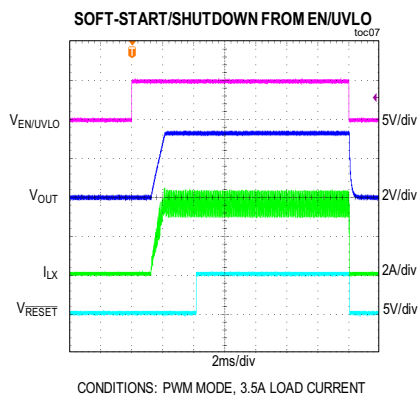 SOFT-START/SHUTDOWN FROM EN/UVLO
toc07
T
VEN/UVLO
5V/div
VOUT
2V/div
ILX
2A/div
VRESET
5V/div
2ms/div
CONDITIONS: PWM MODE, 3.5A LOAD CURRENT